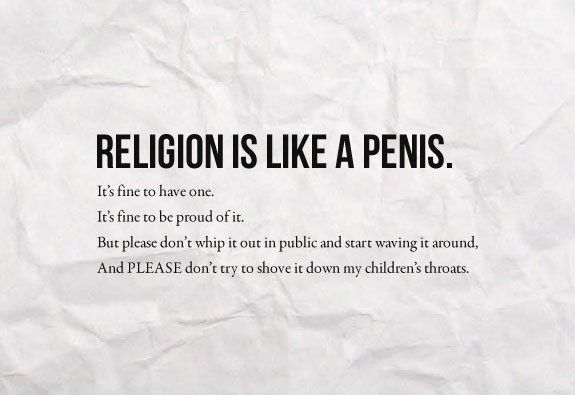 RELIGION IS LIKE A PENIS.
It's fine to have one.
It's fine to be proud of it.
But please don't whip it out in public and start waving it around,
And PLEASE don't try to shove it down my children's throats.